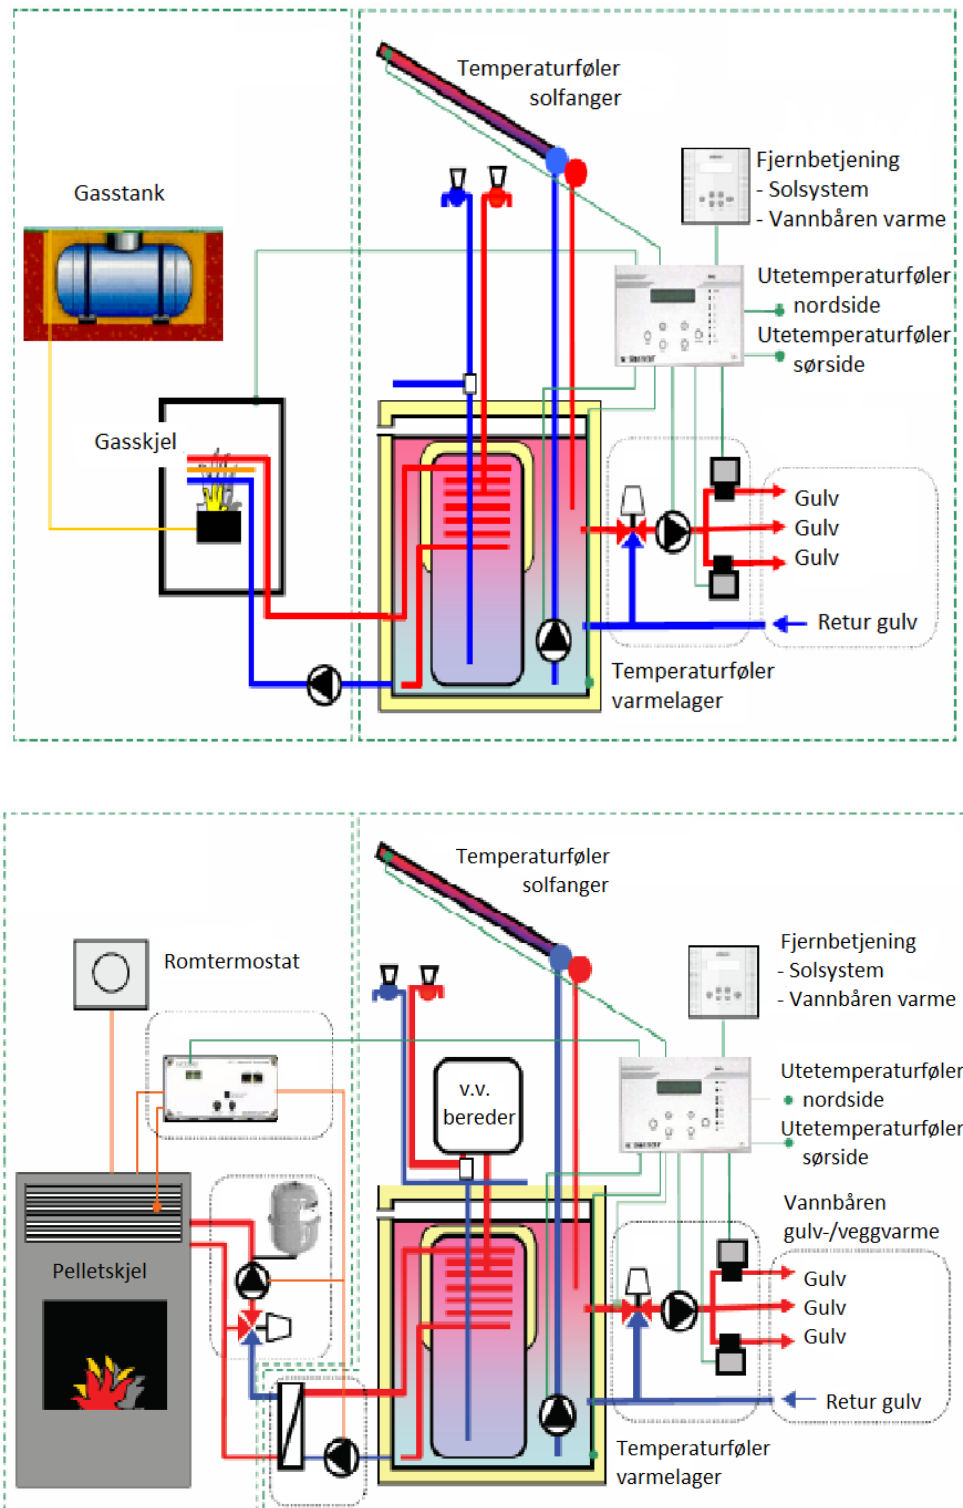 Temperaturføler
solfanger
Gasstank
Fjernbetjening
- Solsystem
- Vannbåren varme
Utetemperaturføler
nordside
Utetemperaturføler
sørside
Gasskjel
Gulv
Gulv
Gulv
Retur gulv
Temperaturføler
varmelager
Temperaturføler
solfanger
Romtermostat
Fjernbetjening
- Solsystem
- Vannbåren varme
v.v.
bereder
Utetemperaturføler
nordside
Utetemperaturføler
sørside
Vannbåren
gulv-/veggvarme
Pelletskjel
Gulv
Gulv
Gulv
Retur gulv
Temperaturføler
varmelager